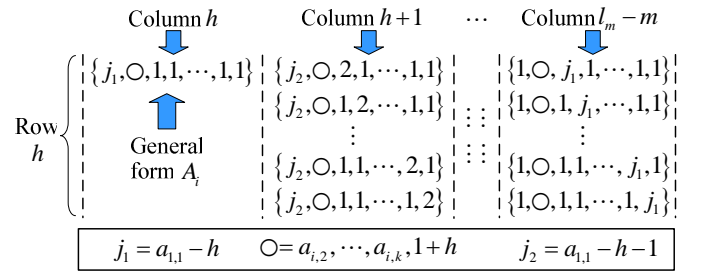 Column h Column h+1 ⋯ Column l_m − m
{j_1,○,1,1,⋯,1,1} {j_2,○,2,1,⋯,1,1} {1,○,j_1,1,⋯,1,1}
{j_2,○,1,2,⋯,1,1} {1,○,1,j_1,⋯,1,1}
Row h
General form A_i
⋮ ⋮ ⋮ ⋮
⋮ ⋮
{j_2,○,1,1,⋯,2,1} {1,○,1,1,⋯,j_1,1}
{j_2,○,1,1,⋯,1,2} {1,○,1,1,⋯,1,j_1}
j_1 = a_{1,1} − h ○= a_{i,2},⋯,a_{i,k},1+h j_2 = a_{1,1} − h − 1